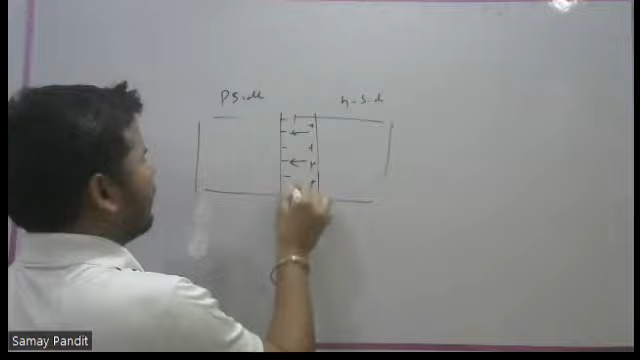 P Side n-Side
- +
- +
- +
- +
Samay Pandit